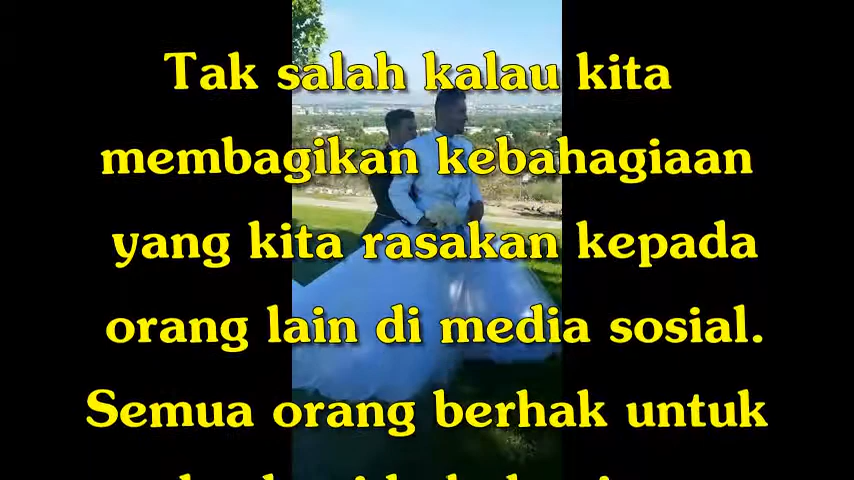 Tak salah kalau kita
membagikan kebahagiaan
yang kita rasakan kepada
orang lain di media sosial.
Semua orang berhak untuk